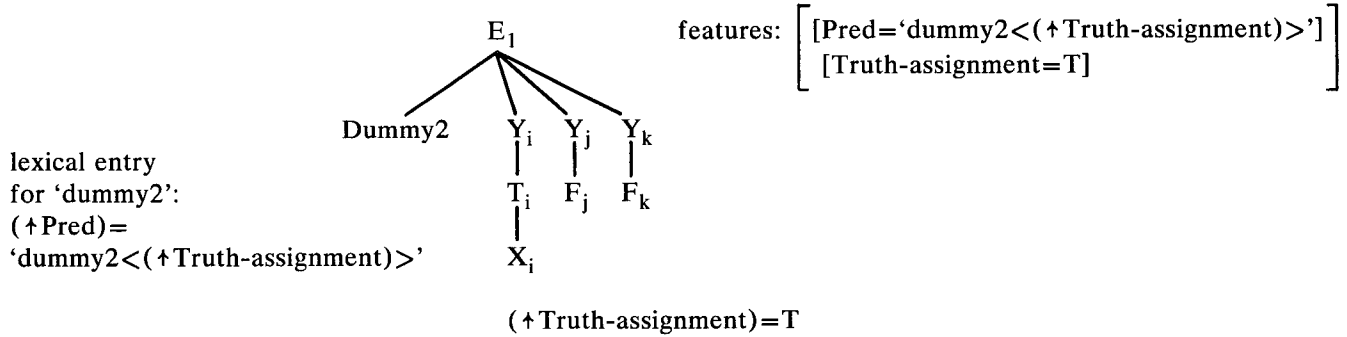 E₁
features: [[Pred=‘dummy2<(↑Truth-assignment)>’]
[Truth-assignment=T]]
Dummy2 Yᵢ Yⱼ Yₖ
lexical entry
for ‘dummy2’: Tᵢ Fⱼ Fₖ
(↑Pred)=
‘dummy2<(↑Truth-assignment)>’ Xᵢ
(↑Truth-assignment)=T